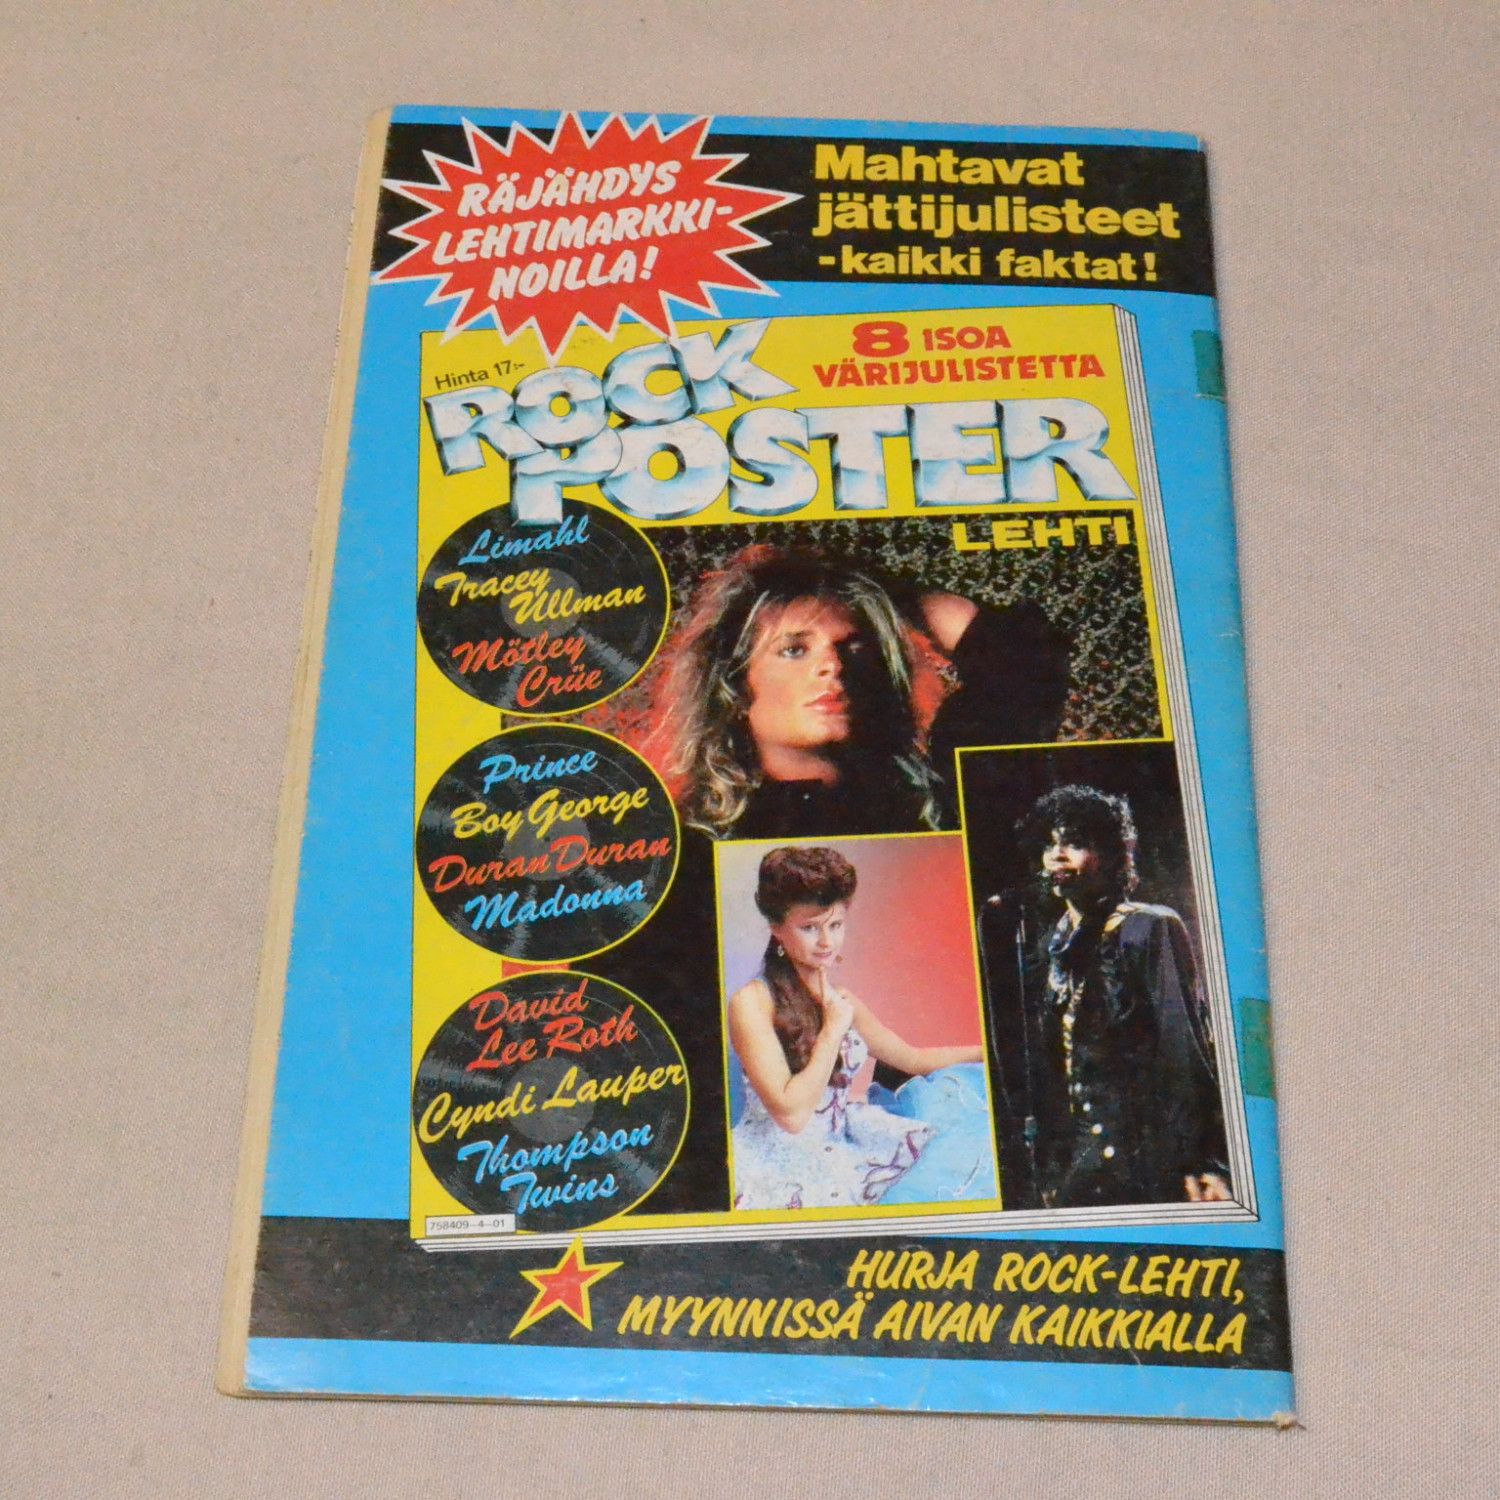 RÄJÄHDYS
LEHTIMARKKI-
NOILLA!
Mahtavat
jättijulisteet
-kaikki faktat!
Hinta 17:-
8 ISOA
VÄRIJULISTETTA
ROCK
POSTER
LEHTI
Limahl
Tracey
Ullman
Mötley
Crüe
Prince
Boy George
Duran Duran
Madonna
David
Lee Roth
Cyndi Lauper
Thompson
Twins
758409-4-01
HURJA ROCK-LEHTI,
MYYNNISSÄ AIVAN KAIKKIALLA